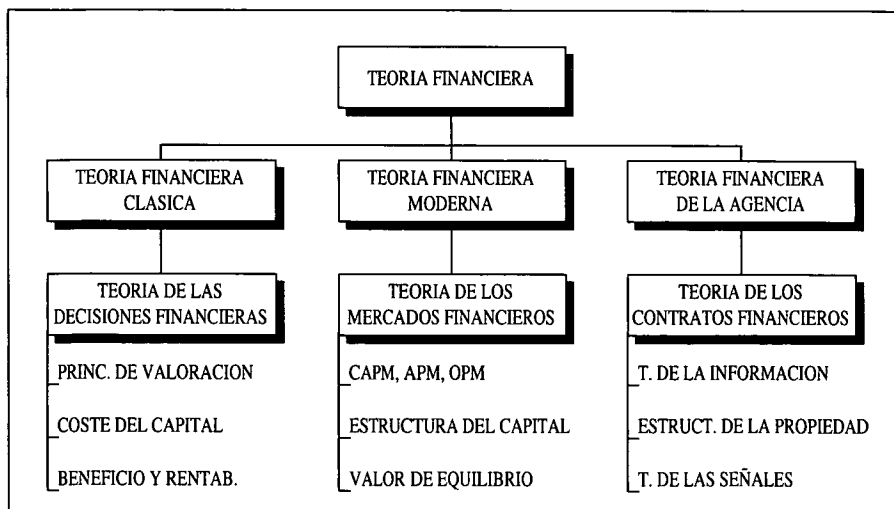 TEORIA FINANCIERA
TEORIA FINANCIERA
CLASICA
TEORIA FINANCIERA
MODERNA
TEORIA FINANCIERA
DE LA AGENCIA
TEORIA DE LAS
DECISIONES FINANCIERAS
TEORIA DE LOS
MERCADOS FINANCIEROS
TEORIA DE LOS
CONTRATOS FINANCIEROS
PRINC. DE VALORACION
COSTE DEL CAPITAL
BENEFICIO Y RENTAB.
CAPM, APM, OPM
ESTRUCTURA DEL CAPITAL
VALOR DE EQUILIBRIO
T. DE LA INFORMACION
ESTRUCT. DE LA PROPIEDAD
T. DE LAS SEÑALES